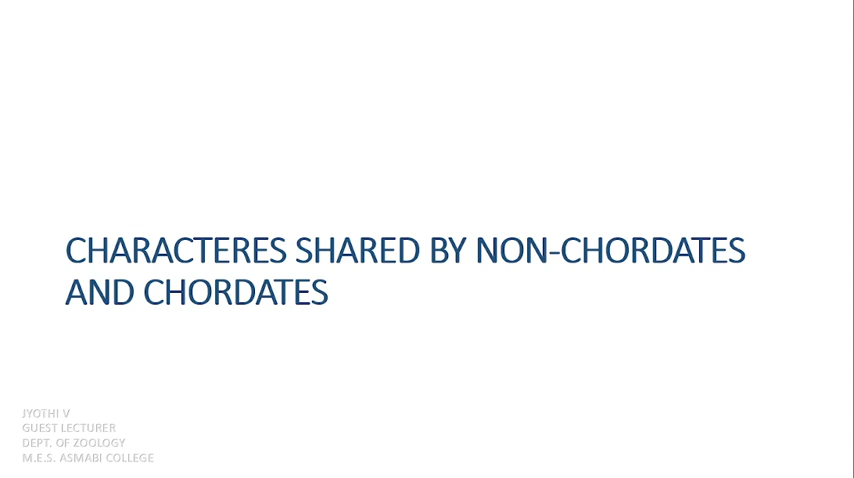 CHARACTERES SHARED BY NON-CHORDATES
AND CHORDATES
JYOTHI V
GUEST LECTURER
DEPT. OF ZOOLOGY
M.E.S. ASMABI COLLEGE